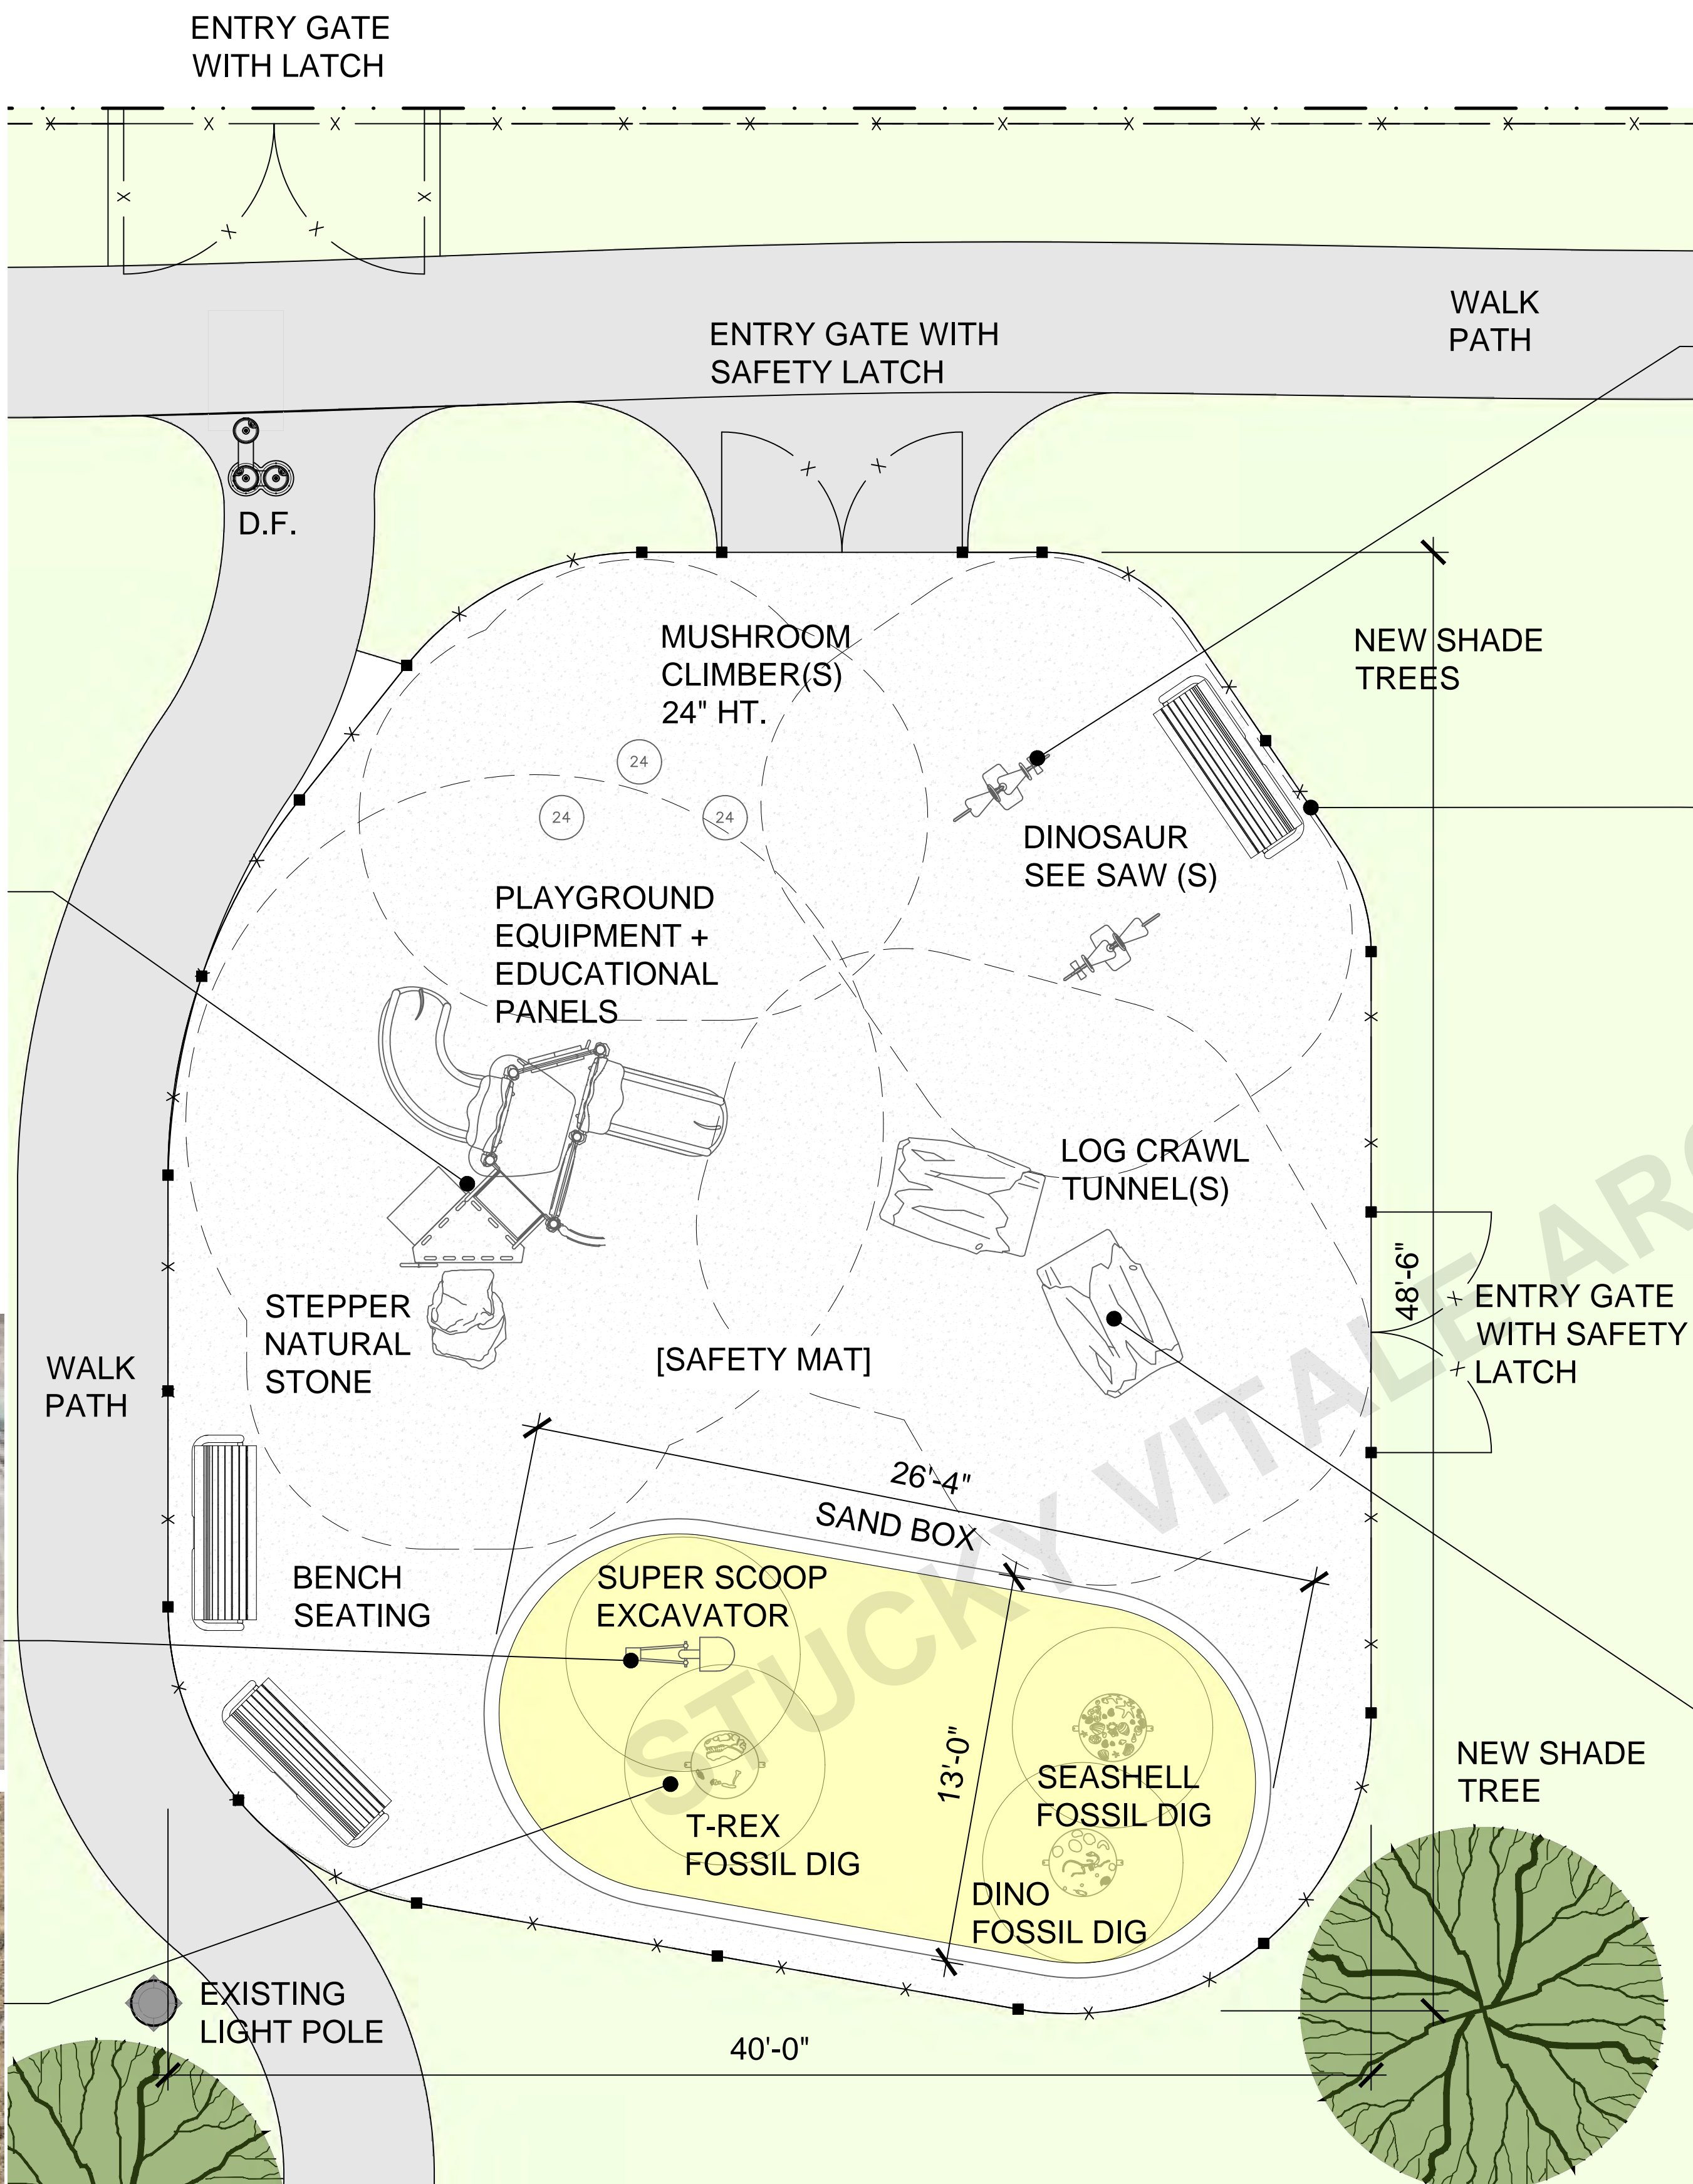 ENTRY GATE
WITH LATCH
WALK
PATH
ENTRY GATE WITH
SAFETY LATCH
D.F.
MUSHROOM
CLIMBER(S)
24" HT.
NEW SHADE
TREES
24
24
24
DINOSAUR
SEE SAW (S)
PLAYGROUND
EQUIPMENT +
EDUCATIONAL
PANELS
LOG CRAWL
TUNNEL(S)
48'-6"
ENTRY GATE
WITH SAFETY
LATCH
STEPPER
NATURAL
STONE
WALK
PATH
[SAFETY MAT]
26'-4"
SAND BOX
BENCH
SEATING
SUPER SCOOP
EXCAVATOR
13'-0"
SEASHELL
FOSSIL DIG
NEW SHADE
TREE
T-REX
FOSSIL DIG
DINO
FOSSIL DIG
EXISTING
LIGHT POLE
40'-0"
STUCKY VITALE